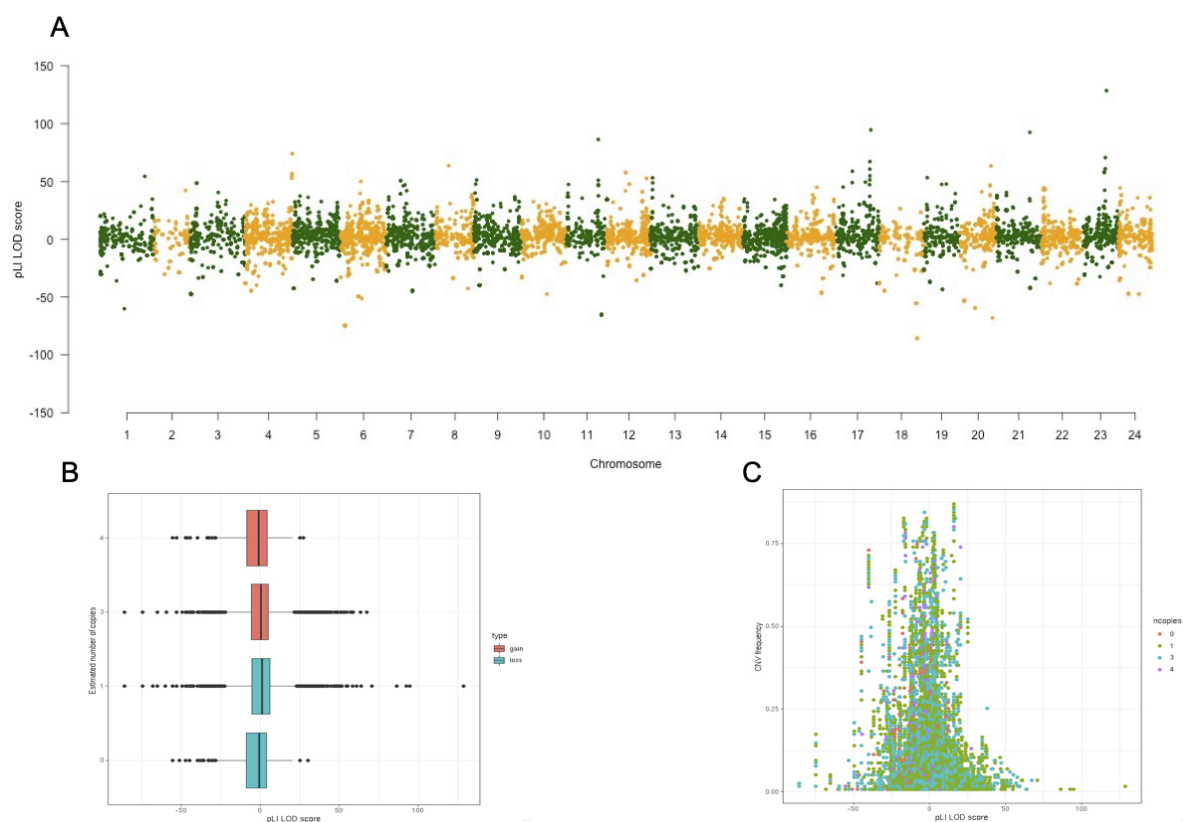 A
150
100
50
0
-50
-100
-150
pLI LOD score
1 2 3 4 5 6 7 8 9 10 11 12 13 14 15 16 17 18 19 20 21 22 23 24
Chromosome
B
4
3
1
0
Estimated number of copies
-50 0 50 100
pLI LOD score
type
gain
loss
C
0.75
0.50
0.25
0.00
CNV frequency
-50 0 50 100
pLI LOD score
ncopies
0
1
3
4